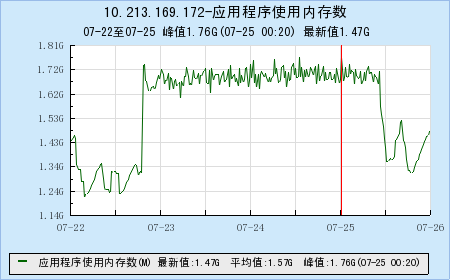 10.213.169.172-应用程序使用内存数
07-22至07-25 峰值1.76G(07-25 00:20) 最新值1.47G
1.81G
1.72G
1.62G
1.53G
1.43G
1.34G
1.24G
1.14G
07-22 07-23 07-24 07-25 07-26
应用程序使用内存数(M) 最新值:1.47G 平均值:1.57G 峰值:1.76G(07-25 00:20)